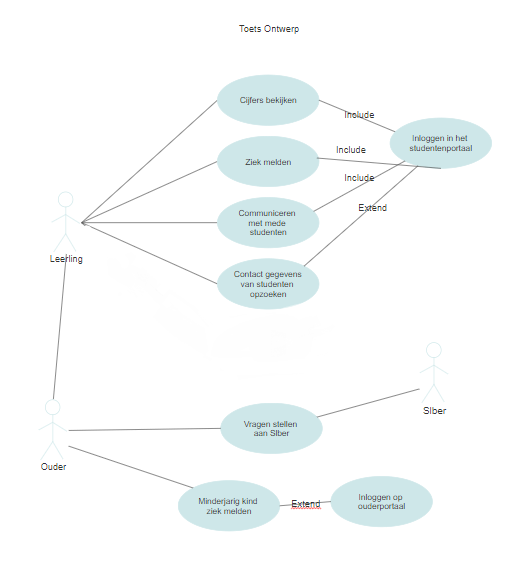 Toets Ontwerp
Cijfers bekijken
Include
Inloggen in het
studentenportaal
Include
Ziek melden
Include
Communiceren
met mede
studenten
Extend
Leerling
Contact gegevens
van studenten
opzoeken
Slber
Vragen stellen
aan Slber
Ouder
Minderjarig kind
ziek melden
Extend
Inloggen op
ouderportaal